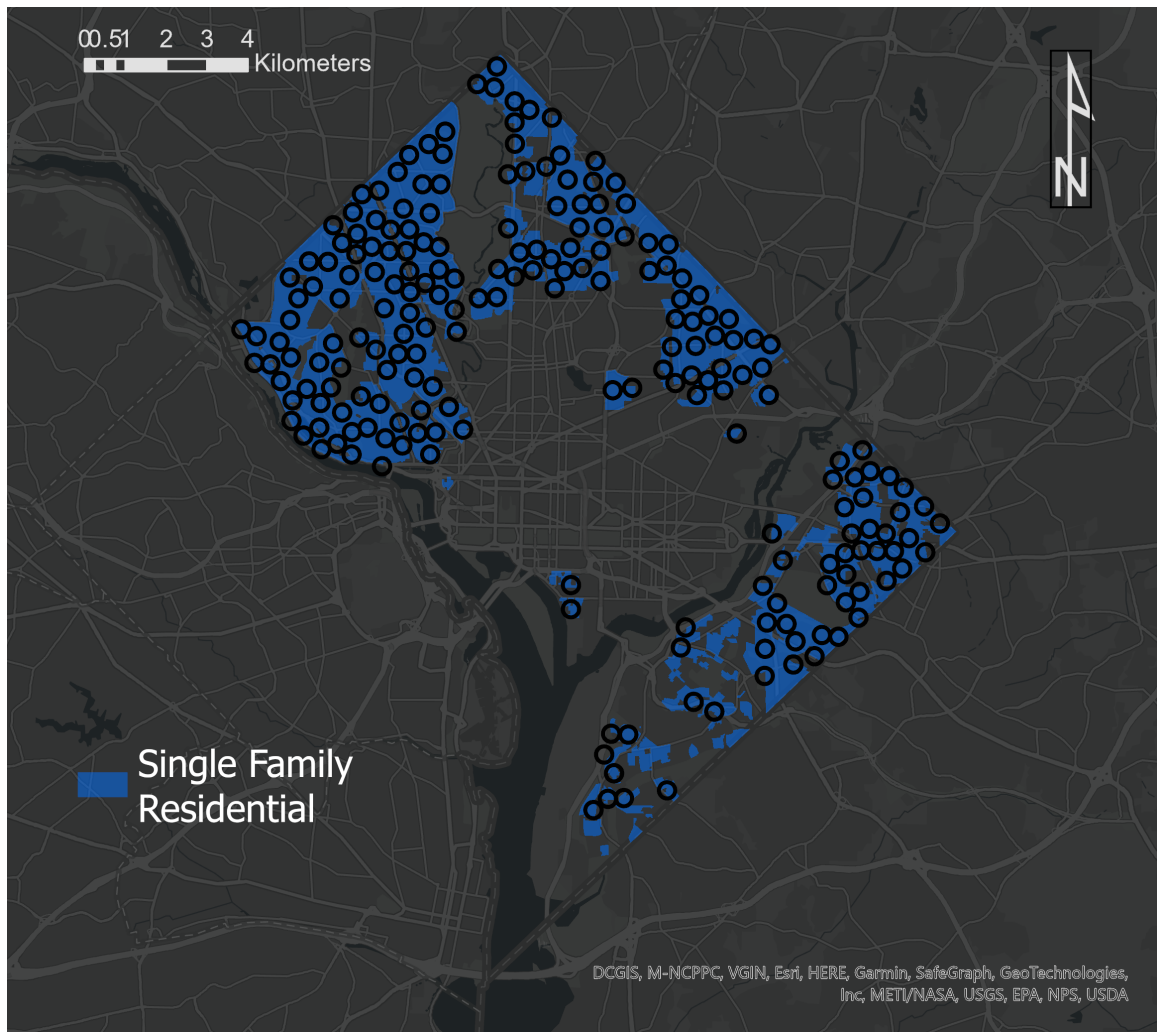 00.51 2 3 4
Kilometers
N
Single Family
Residential
DCGIS, M-NCPPC, VGIN, Esri, HERE, Garmin, SafeGraph, GeoTechnologies,
Inc, METI/NASA, USGS, EPA, NPS, USDA